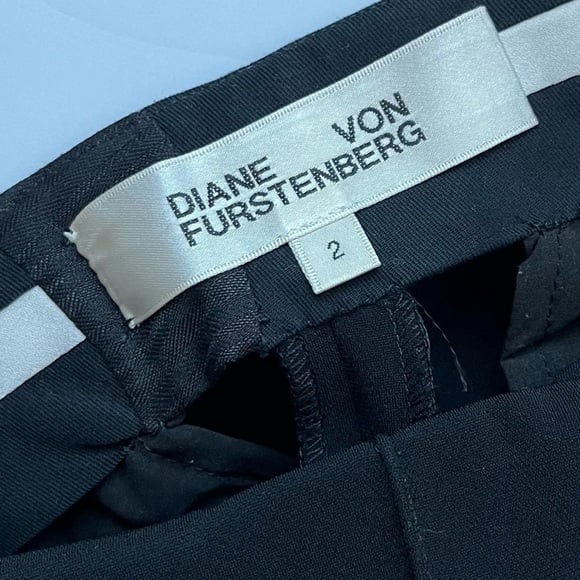 DIANE VON
FURSTENBERG
2